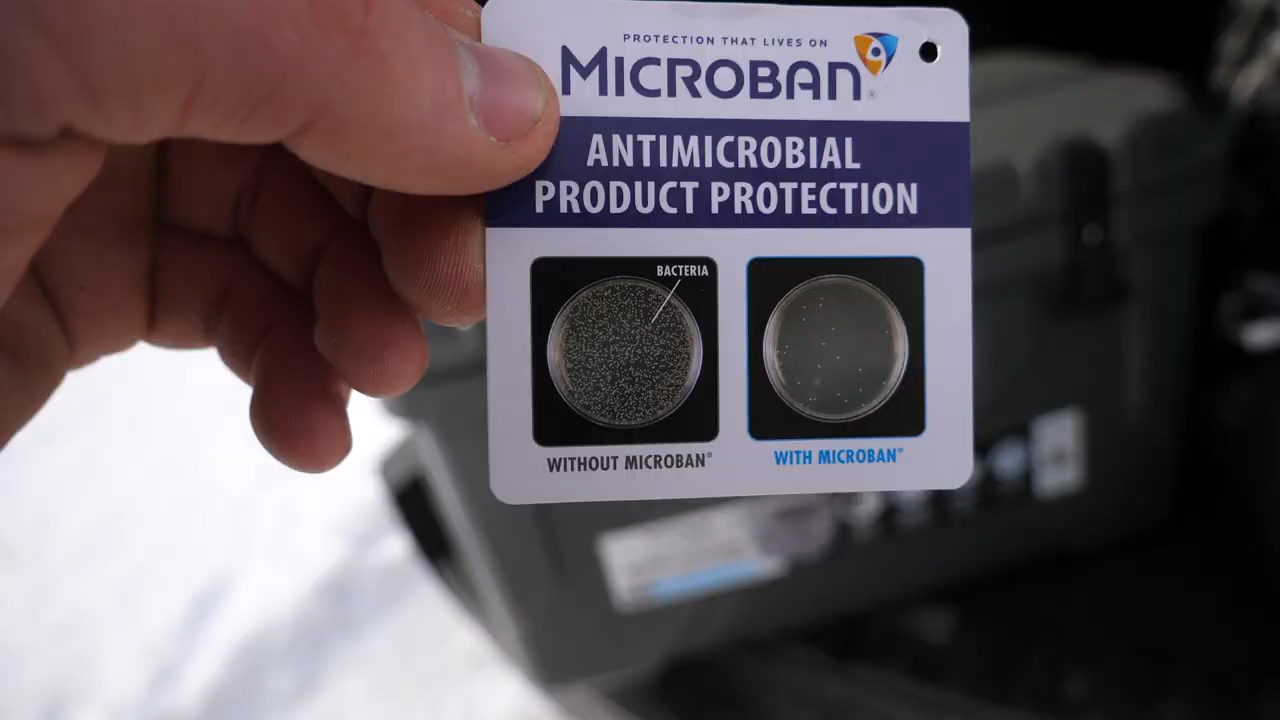 PROTECTION THAT LIVES ON
MICROBAN®
ANTIMICROBIAL
PRODUCT PROTECTION
BACTERIA
WITHOUT MICROBAN®
WITH MICROBAN®